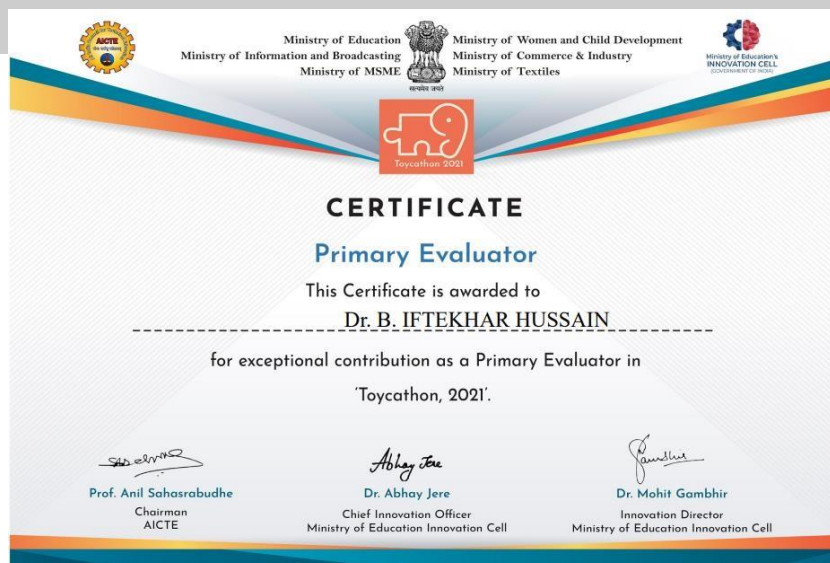 AICTE
Ministry of Education
Ministry of Information and Broadcasting
Ministry of MSME
सत्यमेव जयते
Ministry of Women and Child Development
Ministry of Commerce & Industry
Ministry of Textiles
Ministry of Education's
INNOVATION CELL
(GOVERNMENT OF INDIA)
Toycathon 2021
CERTIFICATE
Primary Evaluator
This Certificate is awarded to
Dr. B. IFTEKHAR HUSSAIN
for exceptional contribution as a Primary Evaluator in
'Toycathon, 2021'.
Abhay Jere
Prof. Anil Sahasrabudhe
Chairman
AICTE
Dr. Abhay Jere
Chief Innovation Officer
Ministry of Education Innovation Cell
Dr. Mohit Gambhir
Innovation Director
Ministry of Education Innovation Cell